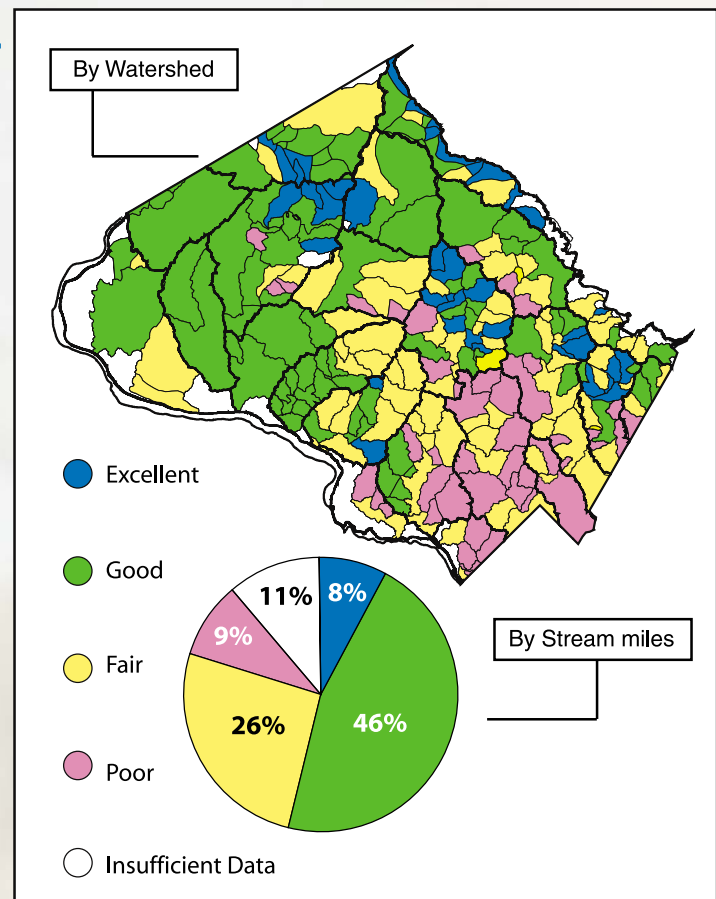 By Watershed
Excellent
Good
Fair
Poor
Insufficient Data
11%
8%
9%
26%
46%
By Stream miles